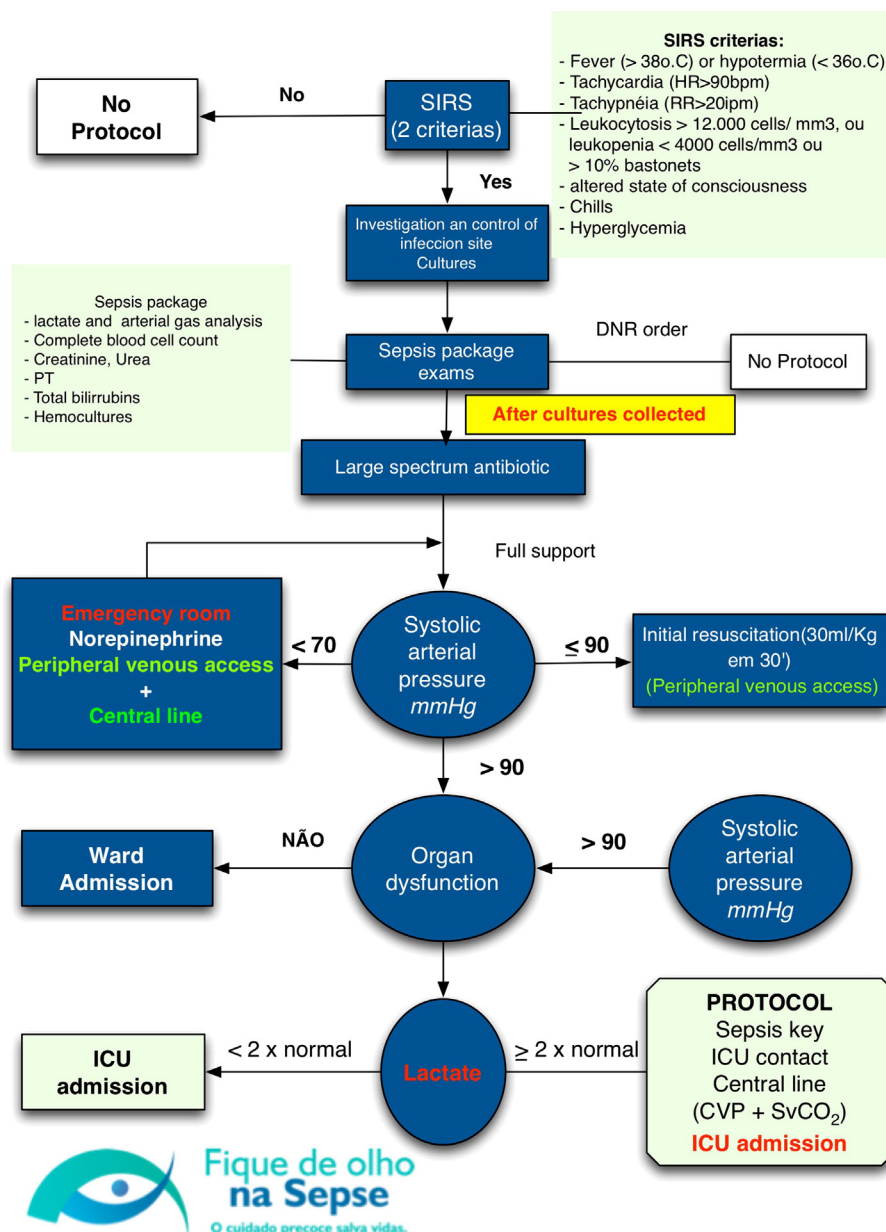 SIRS criterias:
- Fever (> 38o.C) or hypotermia (< 36o.C)
- Tachycardia (HR>90bpm)
- Tachypnéia (RR>20ipm)
- Leukocytosis > 12.000 cells/ mm3, ou
leukopenia < 4000 cells/mm3 ou
> 10% bastonets
- altered state of consciousness
- Chills
- Hyperglycemia
No
Protocol
No
SIRS
(2 criterias)
Yes
Investigation an control of
infeccion site
Cultures
Sepsis package
- lactate and arterial gas analysis
- Complete blood cell count
- Creatinine, Urea
- PT
- Total bilirrubins
- Hemocultures
Sepsis package
exams
DNR order
No Protocol
After cultures collected
Large spectrum antibiotic
Full support
Emergency room
Norepinephrine
Peripheral venous access
+
Central line
< 70
Systolic
arterial
pressure
mmHg
≤ 90
Initial resuscitation(30ml/Kg
em 30')
(Peripheral venous access)
> 90
Ward
Admission
NÃO
Organ
dysfunction
> 90
Systolic
arterial
pressure
mmHg
ICU
admission
< 2 x normal
Lactate
≥ 2 x normal
PROTOCOL
Sepsis key
ICU contact
Central line
(CVP + SvCO2)
ICU admission
Fique de olho
na Sepse
O cuidado precoce salva vidas.